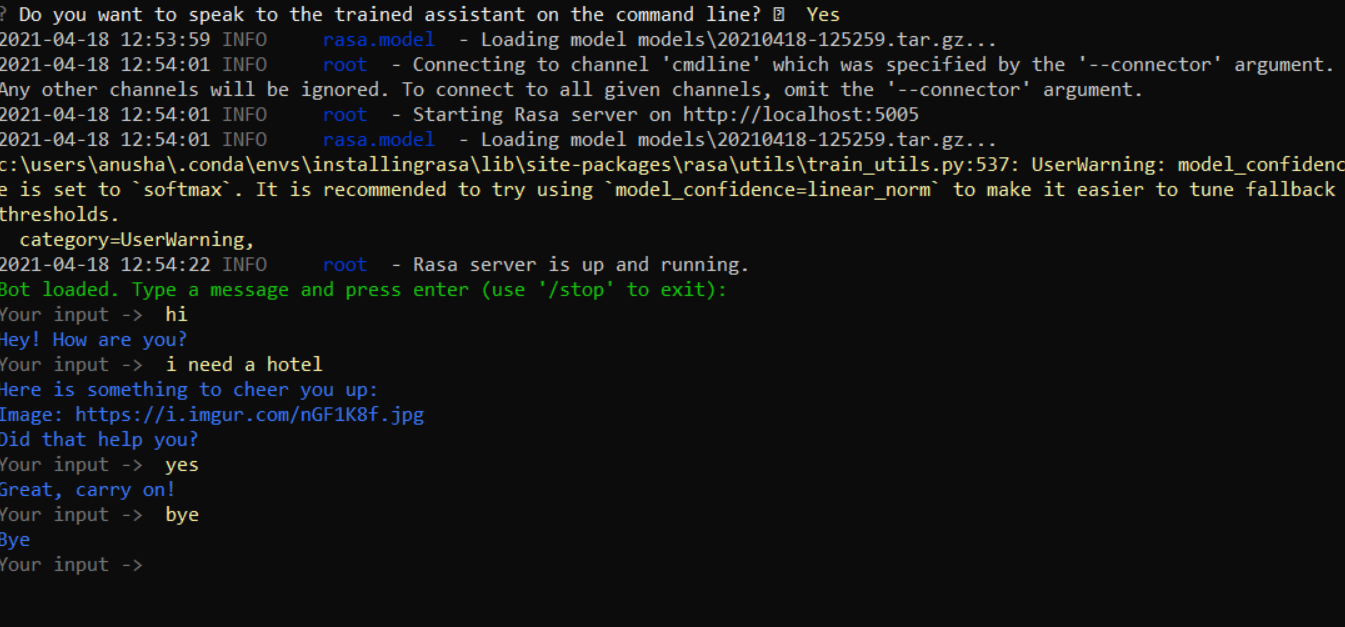 ? Do you want to speak to the trained assistant on the command line? Yes
2021-04-18 12:53:59 INFO rasa.model - Loading model models\20210418-125259.tar.gz...
2021-04-18 12:54:01 INFO root - Connecting to channel 'cmdline' which was specified by the '--connector' argument.
Any other channels will be ignored. To connect to all given channels, omit the '--connector' argument.
2021-04-18 12:54:01 INFO root - Starting Rasa server on http://localhost:5005
2021-04-18 12:54:01 INFO rasa.model - Loading model models\20210418-125259.tar.gz...
c:\users\anusha\.conda\envs\installingrasa\lib\site-packages\rasa\utils\train_utils.py:537: UserWarning: model_confidenc
e is set to `softmax`. It is recommended to try using `model_confidence=linear_norm` to make it easier to tune fallback
thresholds.
category=UserWarning,
2021-04-18 12:54:22 INFO root - Rasa server is up and running.
Bot loaded. Type a message and press enter (use '/stop' to exit):
Your input -> hi
Hey! How are you?
Your input -> i need a hotel
Here is something to cheer you up:
Image: https://i.imgur.com/nGF1K8f.jpg
Did that help you?
Your input -> yes
Great, carry on!
Your input -> bye
Bye
Your input ->